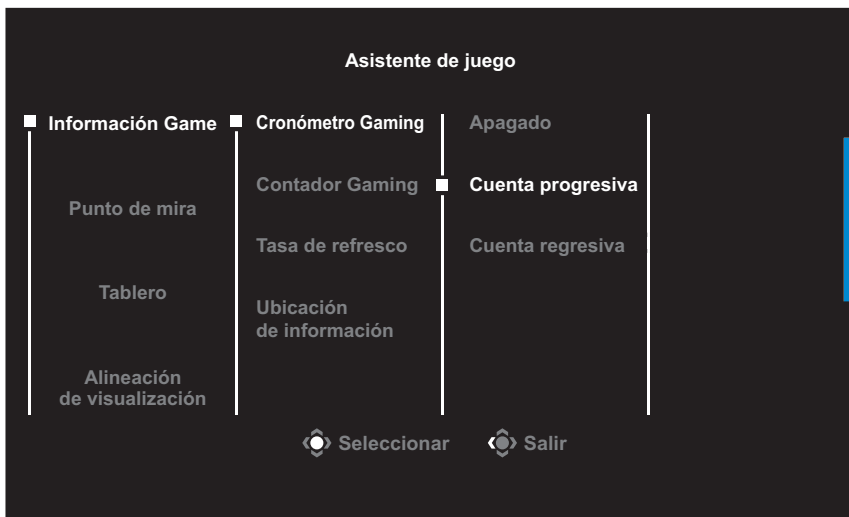 Asistente de juego
Información Game
Cronómetro Gaming
Apagado
Contador Gaming
Cuenta progresiva
Punto de mira
Tasa de refresco
Cuenta regresiva
Tablero
Ubicación
de información
Alineación
de visualización
Seleccionar
Salir